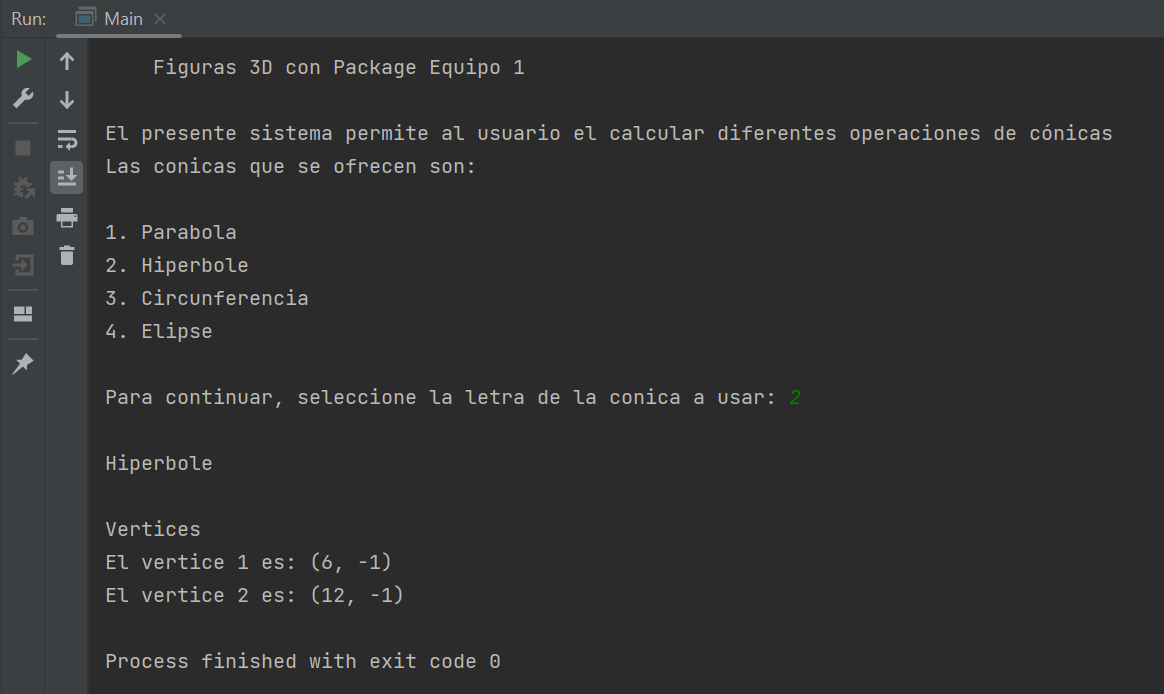 Run: Main
Figuras 3D con Package Equipo 1
El presente sistema permite al usuario el calcular diferentes operaciones de cónicas
Las conicas que se ofrecen son:
1. Parabola
2. Hiperbole
3. Circunferencia
4. Elipse
Para continuar, seleccione la letra de la conica a usar: 2
Hiperbole
Vertices
El vertice 1 es: (6, -1)
El vertice 2 es: (12, -1)
Process finished with exit code 0